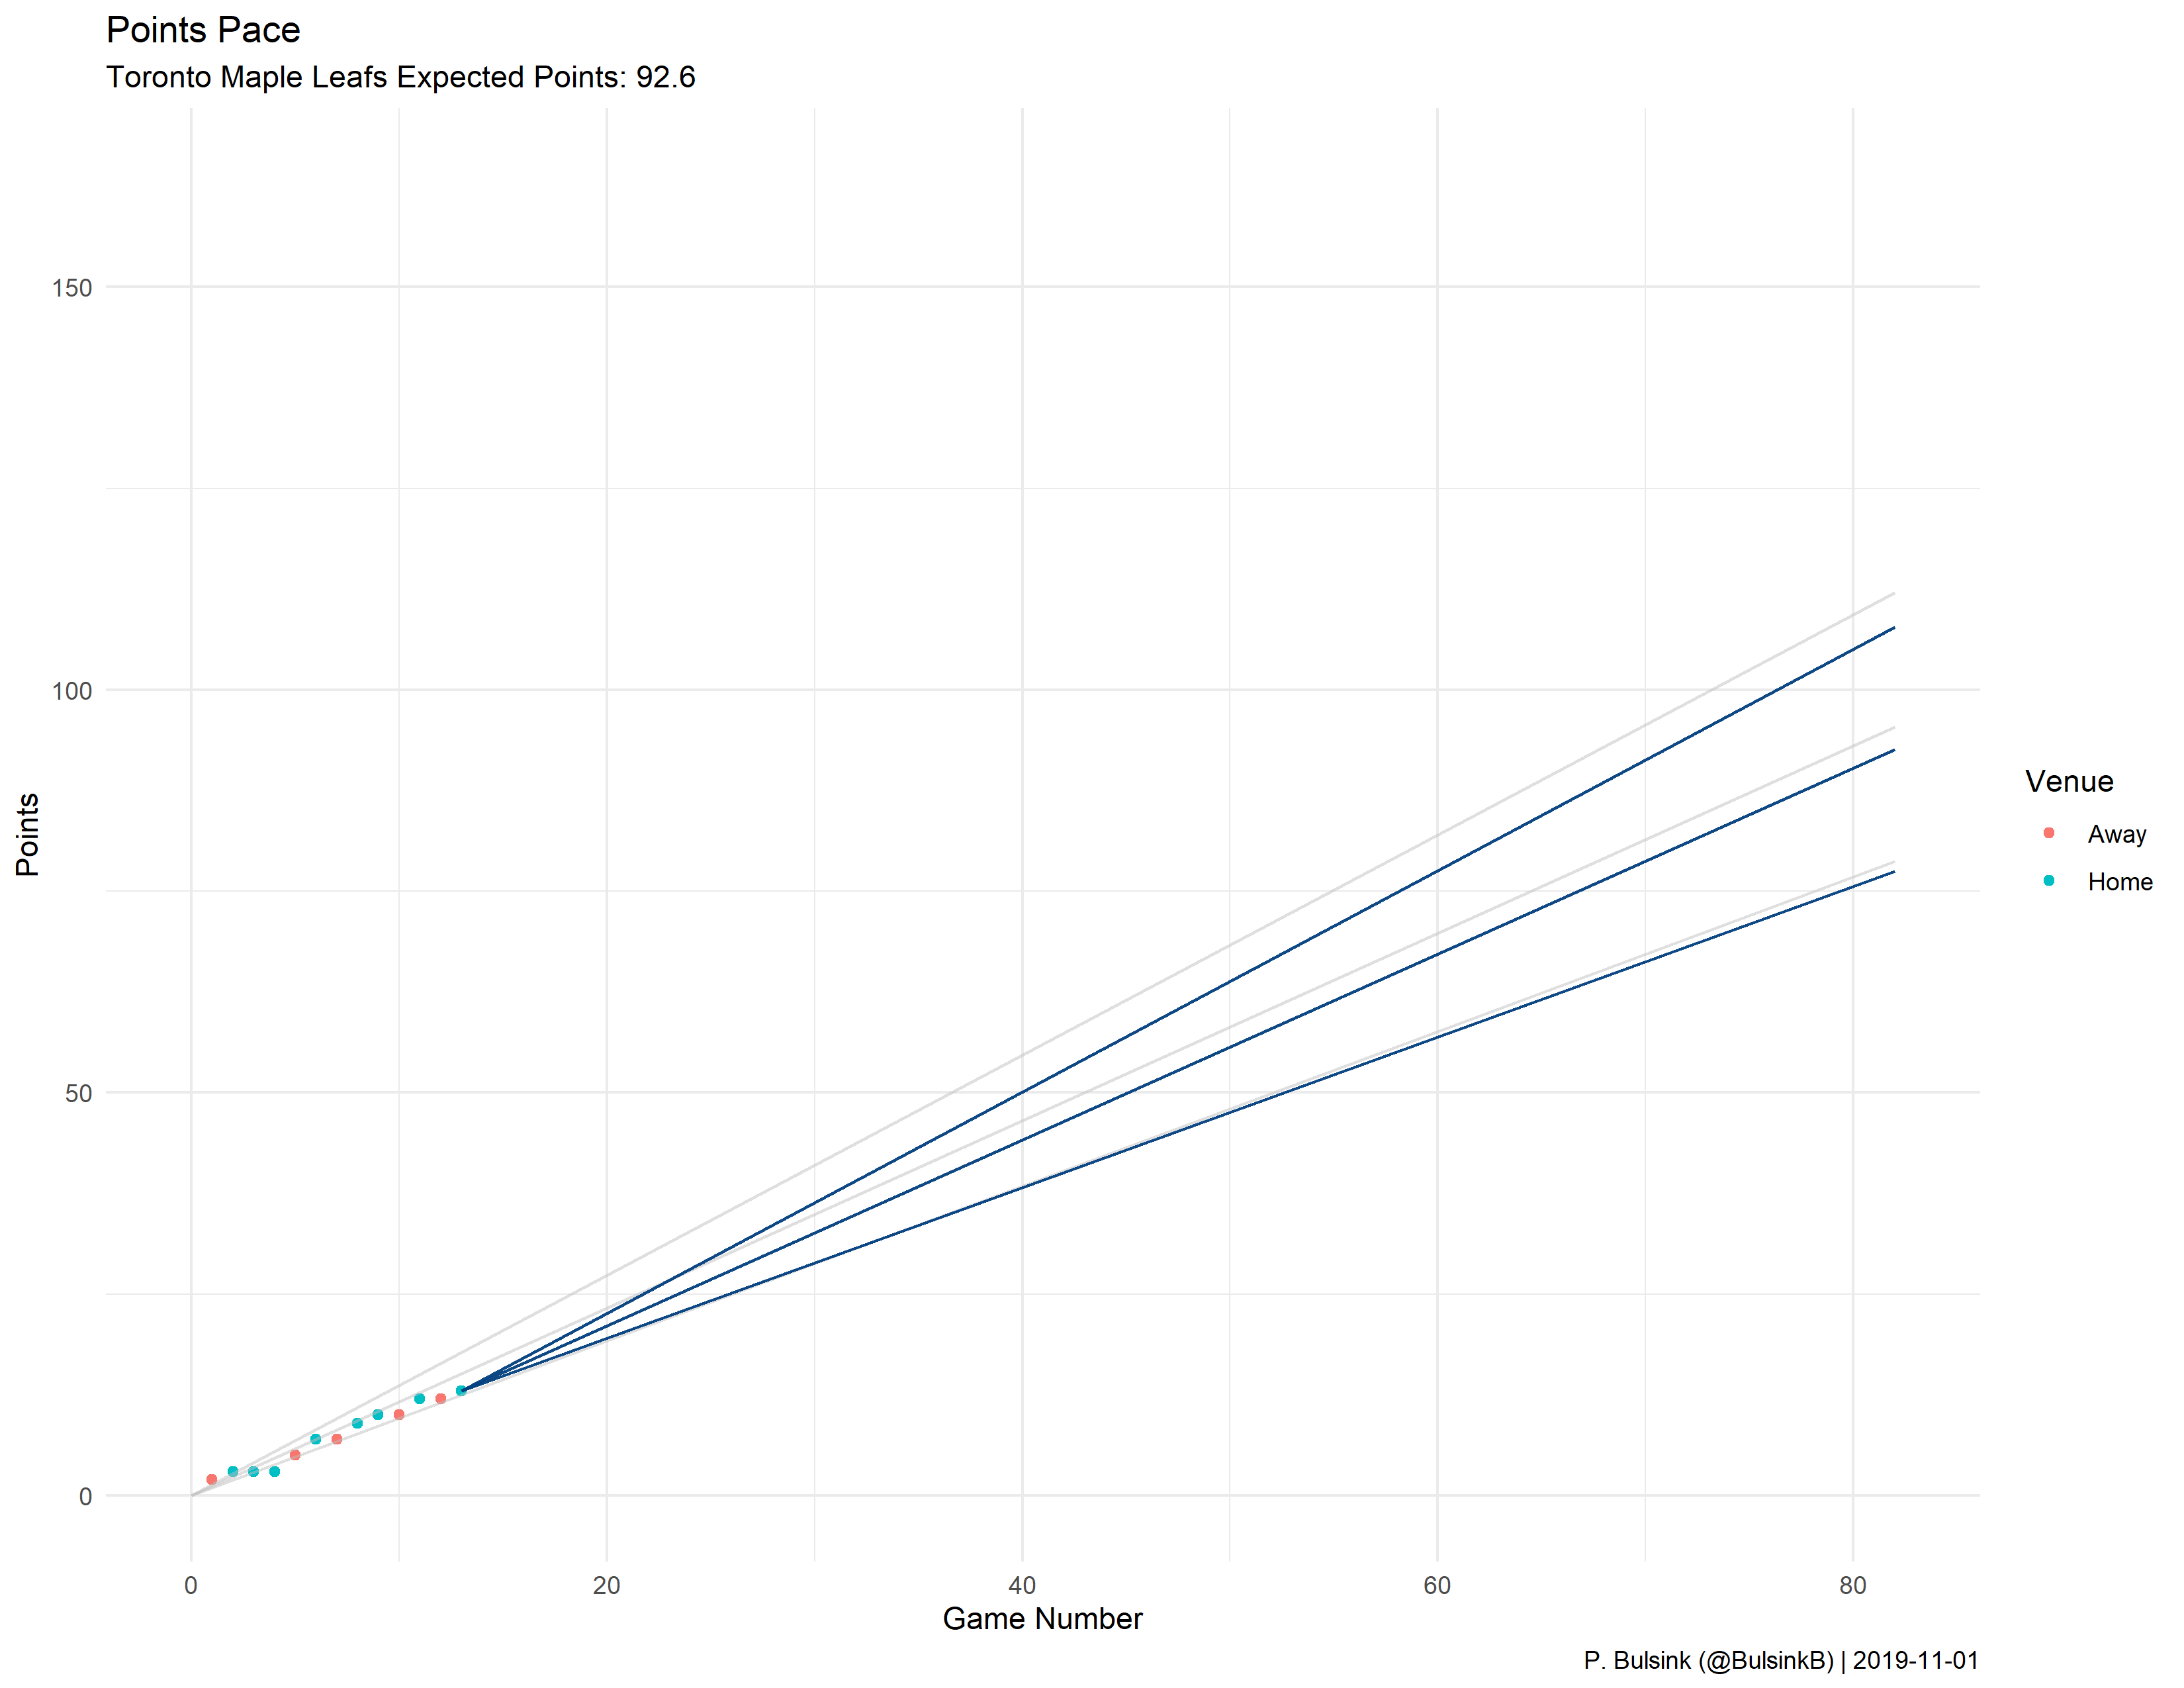 Points Pace
Toronto Maple Leafs Expected Points: 92.6
150
100
50
0
Points
0 20 40 60 80
Game Number
Venue
Away
Home
P. Bulsink (@BulsinkB) | 2019-11-01